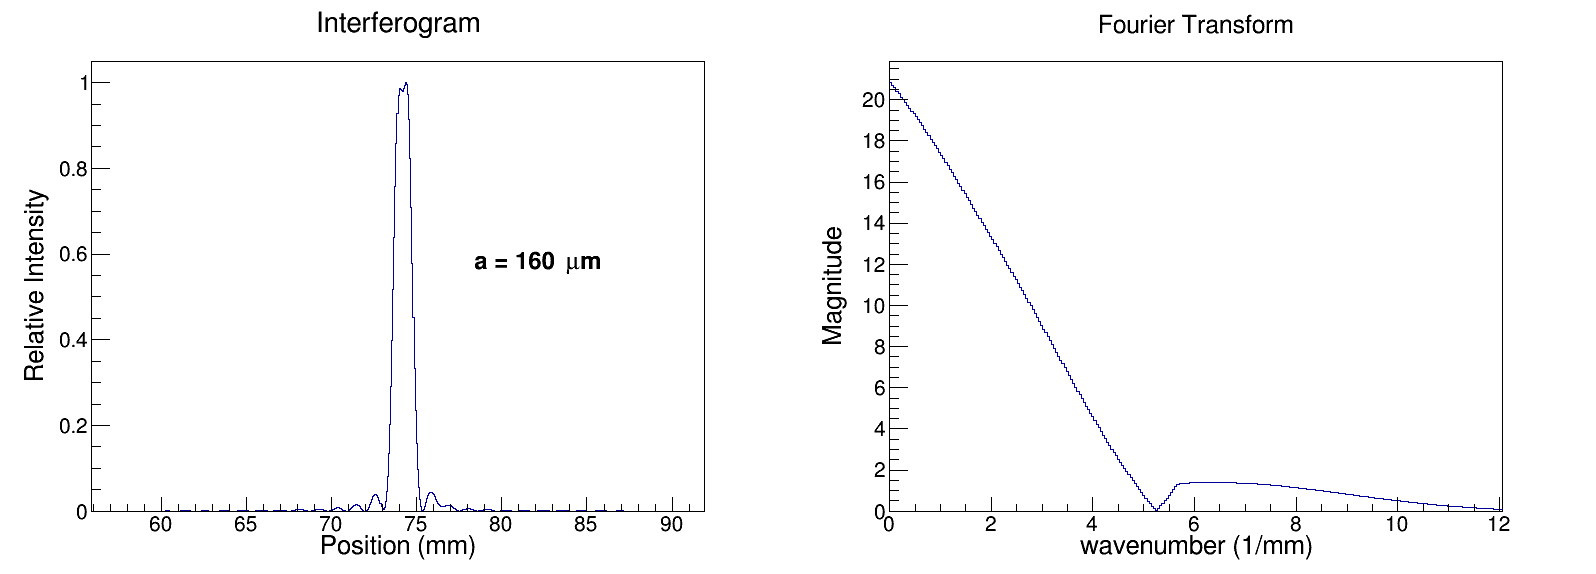 Interferogram
Relative Intensity
1
0.8
0.6
0.4
0.2
0
a = 160 μm
60 65 70 75 80 85 90
Position (mm)
Fourier Transform
Magnitude
20
18
16
14
12
10
8
6
4
2
0
0 2 4 6 8 10 12
wavenumber (1/mm)